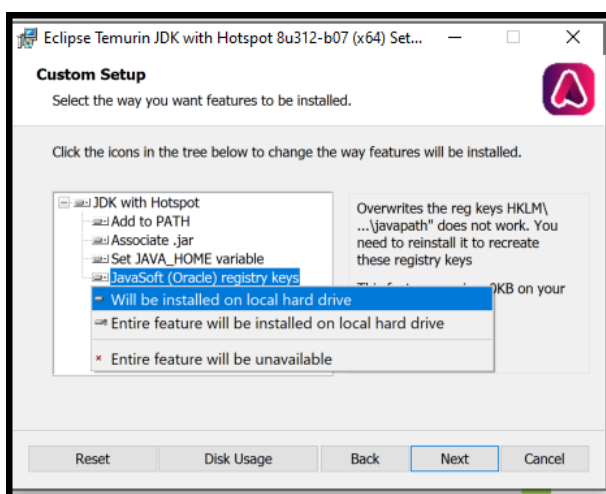 Eclipse Temurin JDK with Hotspot 8u312-b07 (x64) Set...
Custom Setup
Select the way you want features to be installed.
Click the icons in the tree below to change the way features will be installed.
JDK with Hotspot
Add to PATH
Associate .jar
Set JAVA_HOME variable
JavaSoft (Oracle) registry keys
Will be installed on local hard drive
Entire feature will be installed on local hard drive
Entire feature will be unavailable
Overwrites the reg keys HKLM\
...\javapath" does not work. You
need to reinstall it to recreate
these registry keys
0KB on your
Reset
Disk Usage
Back
Next
Cancel